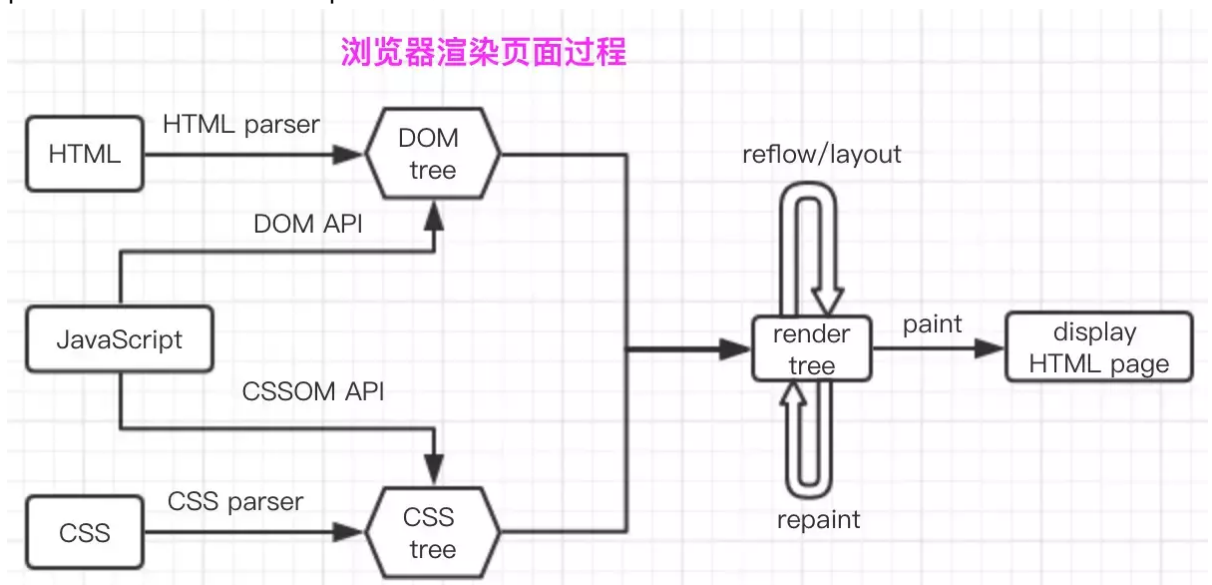 浏览器渲染页面过程
HTML
HTML parser
DOM
tree
DOM API
JavaScript
CSSOM API
CSS
CSS parser
CSS
tree
reflow/layout
render
tree
repaint
paint
display
HTML page